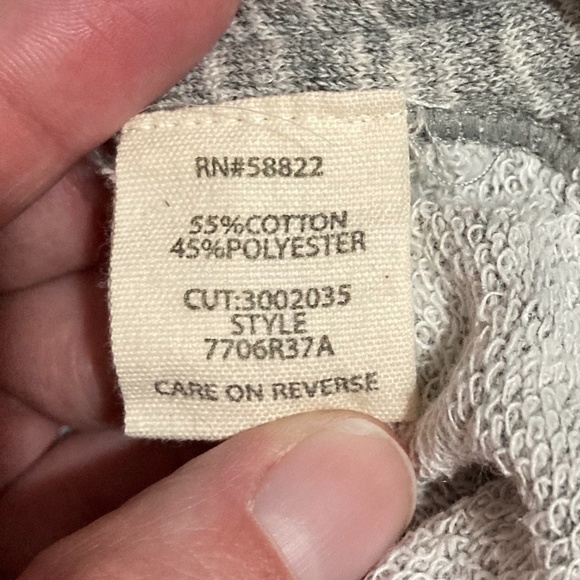 RN#58822
55%COTTON
45%POLYESTER
CUT:3002035
STYLE
7706R37A
CARE ON REVERSE